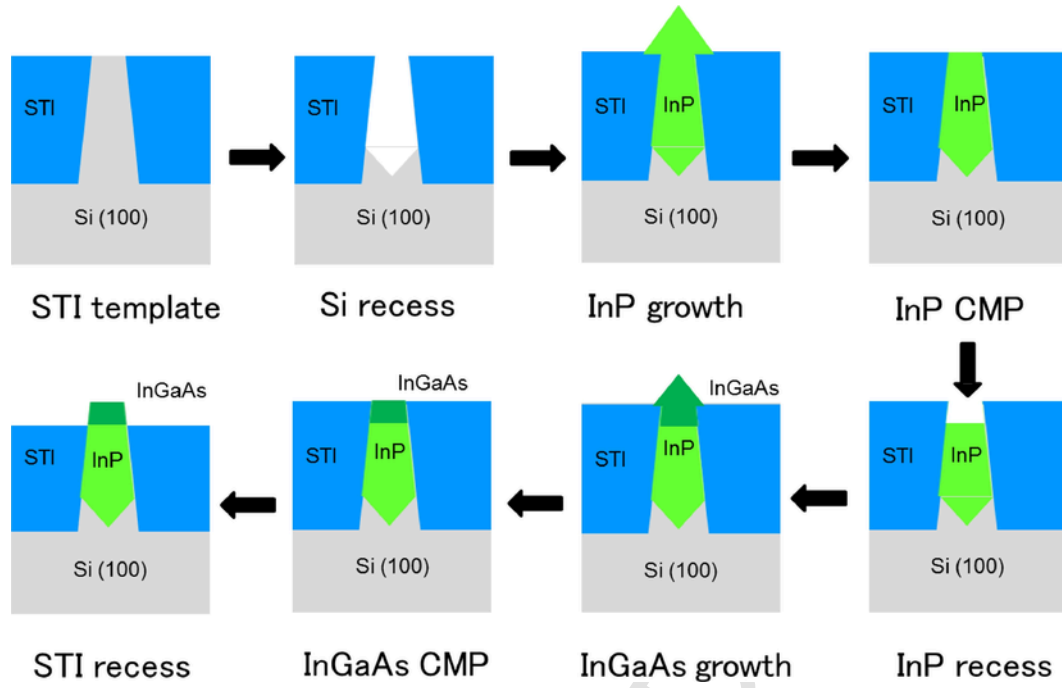 STI
Si (100)
STI template
STI
Si (100)
Si recess
STI
InP
Si (100)
InP growth
STI
InP
Si (100)
InP CMP
STI
InP
Si (100)
InP recess
InGaAs
STI
InP
Si (100)
InGaAs growth
InGaAs
STI
InP
Si (100)
InGaAs CMP
InGaAs
STI
InP
Si (100)
STI recess